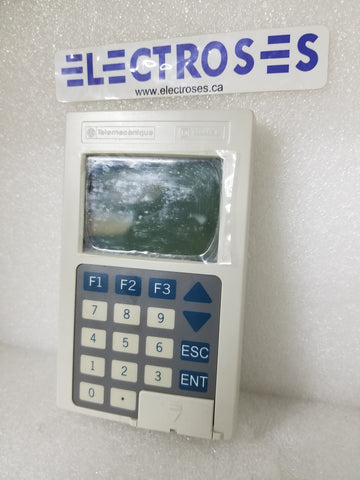 ELECTROSES
www.elecroses.ca
Telemecanique
F1 F2 F3
7 8 9
4 5 6 ESC
1 2 3 ENT
0 .